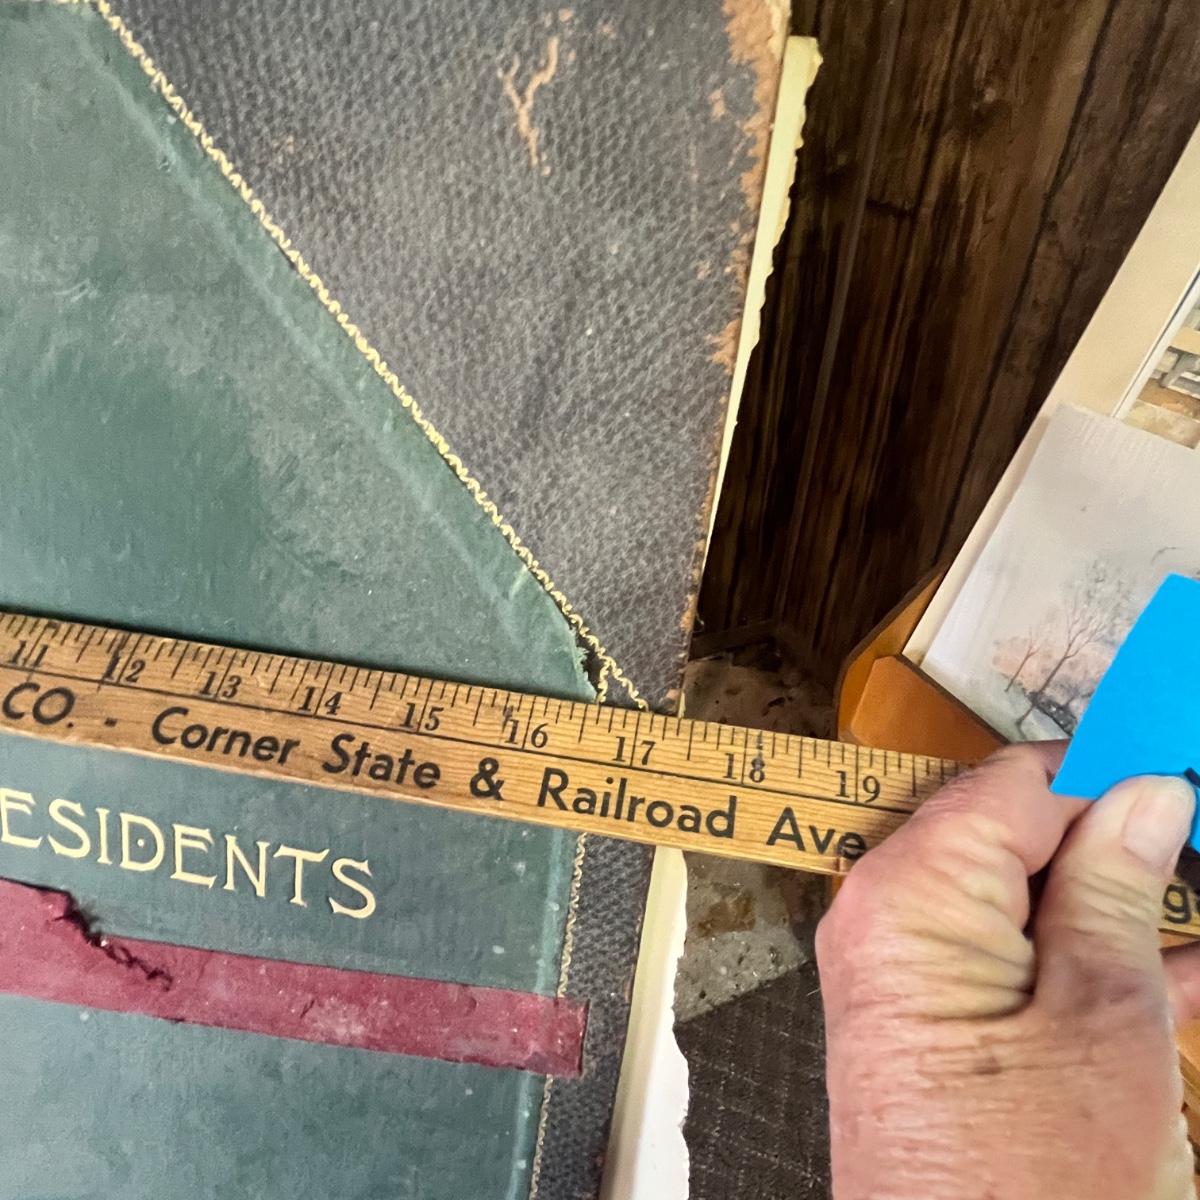 11 12 13 14 15 16 17 18 19
CO. - Corner State & Railroad Ave
ESIDENTS